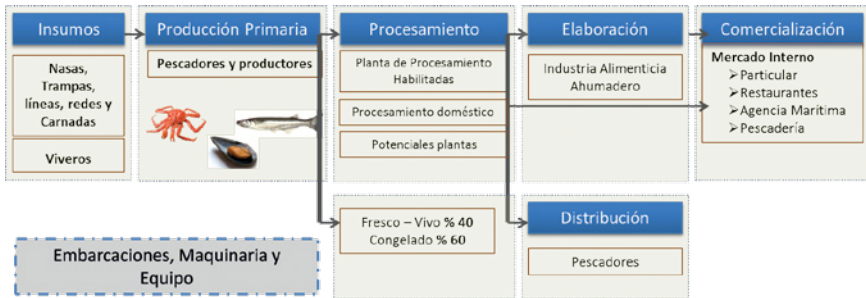 Insumos
Nasas,
Trampas,
líneas, redes y
Carnadas
Viveros
Producción Primaria
Pescadores y productores
Procesamiento
Planta de Procesamiento
Habilitadas
Procesamiento doméstico
Potenciales plantas
Elaboración
Industria Alimenticia
Ahumadero
Comercialización
Mercado Interno
➢Particular
➢Restaurantes
➢Agencia Marítima
➢Pescadería
Fresco – Vivo % 40
Congelado % 60
Distribución
Pescadores
Embarcaciones, Maquinaria y
Equipo